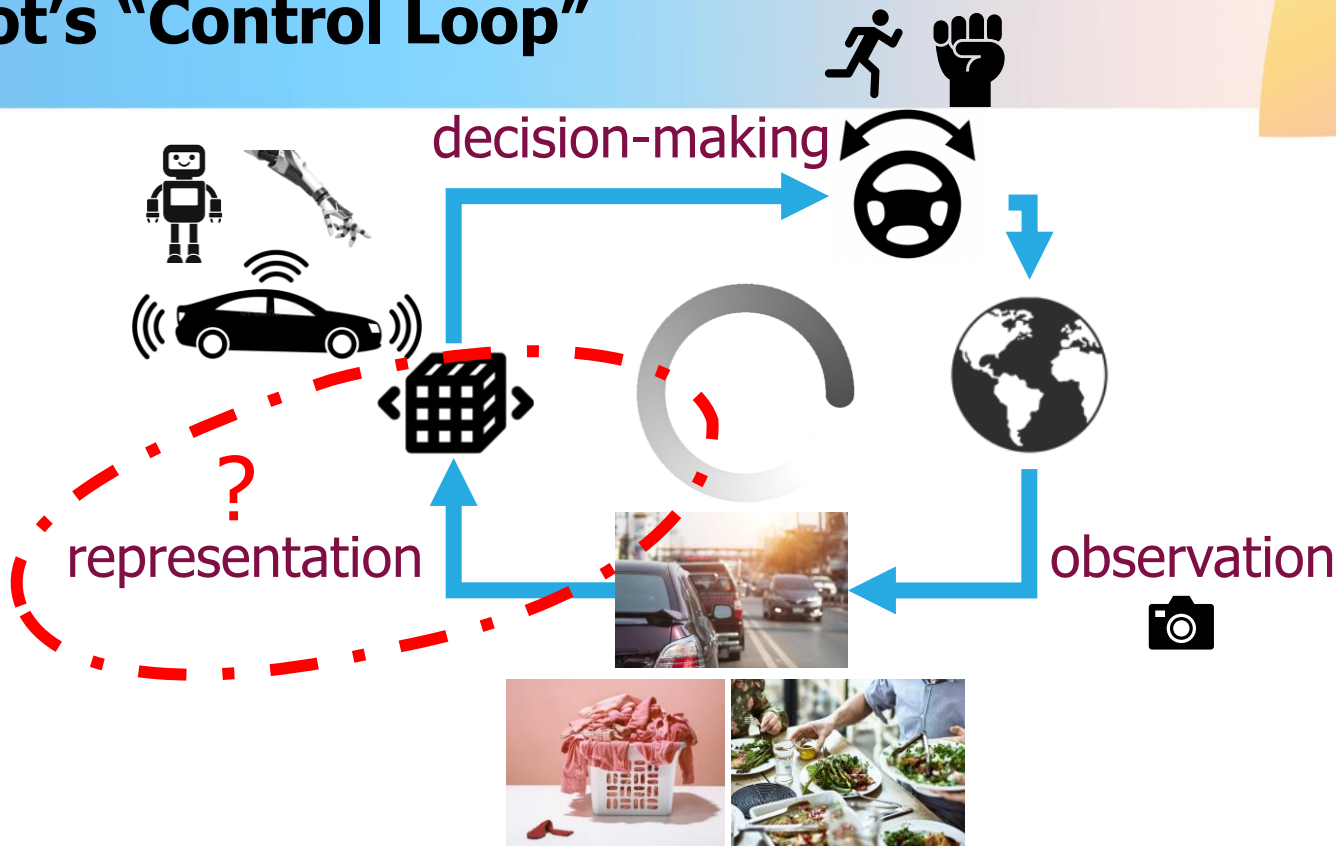 ot’s “Control Loop”
decision-making
?
representation
observation